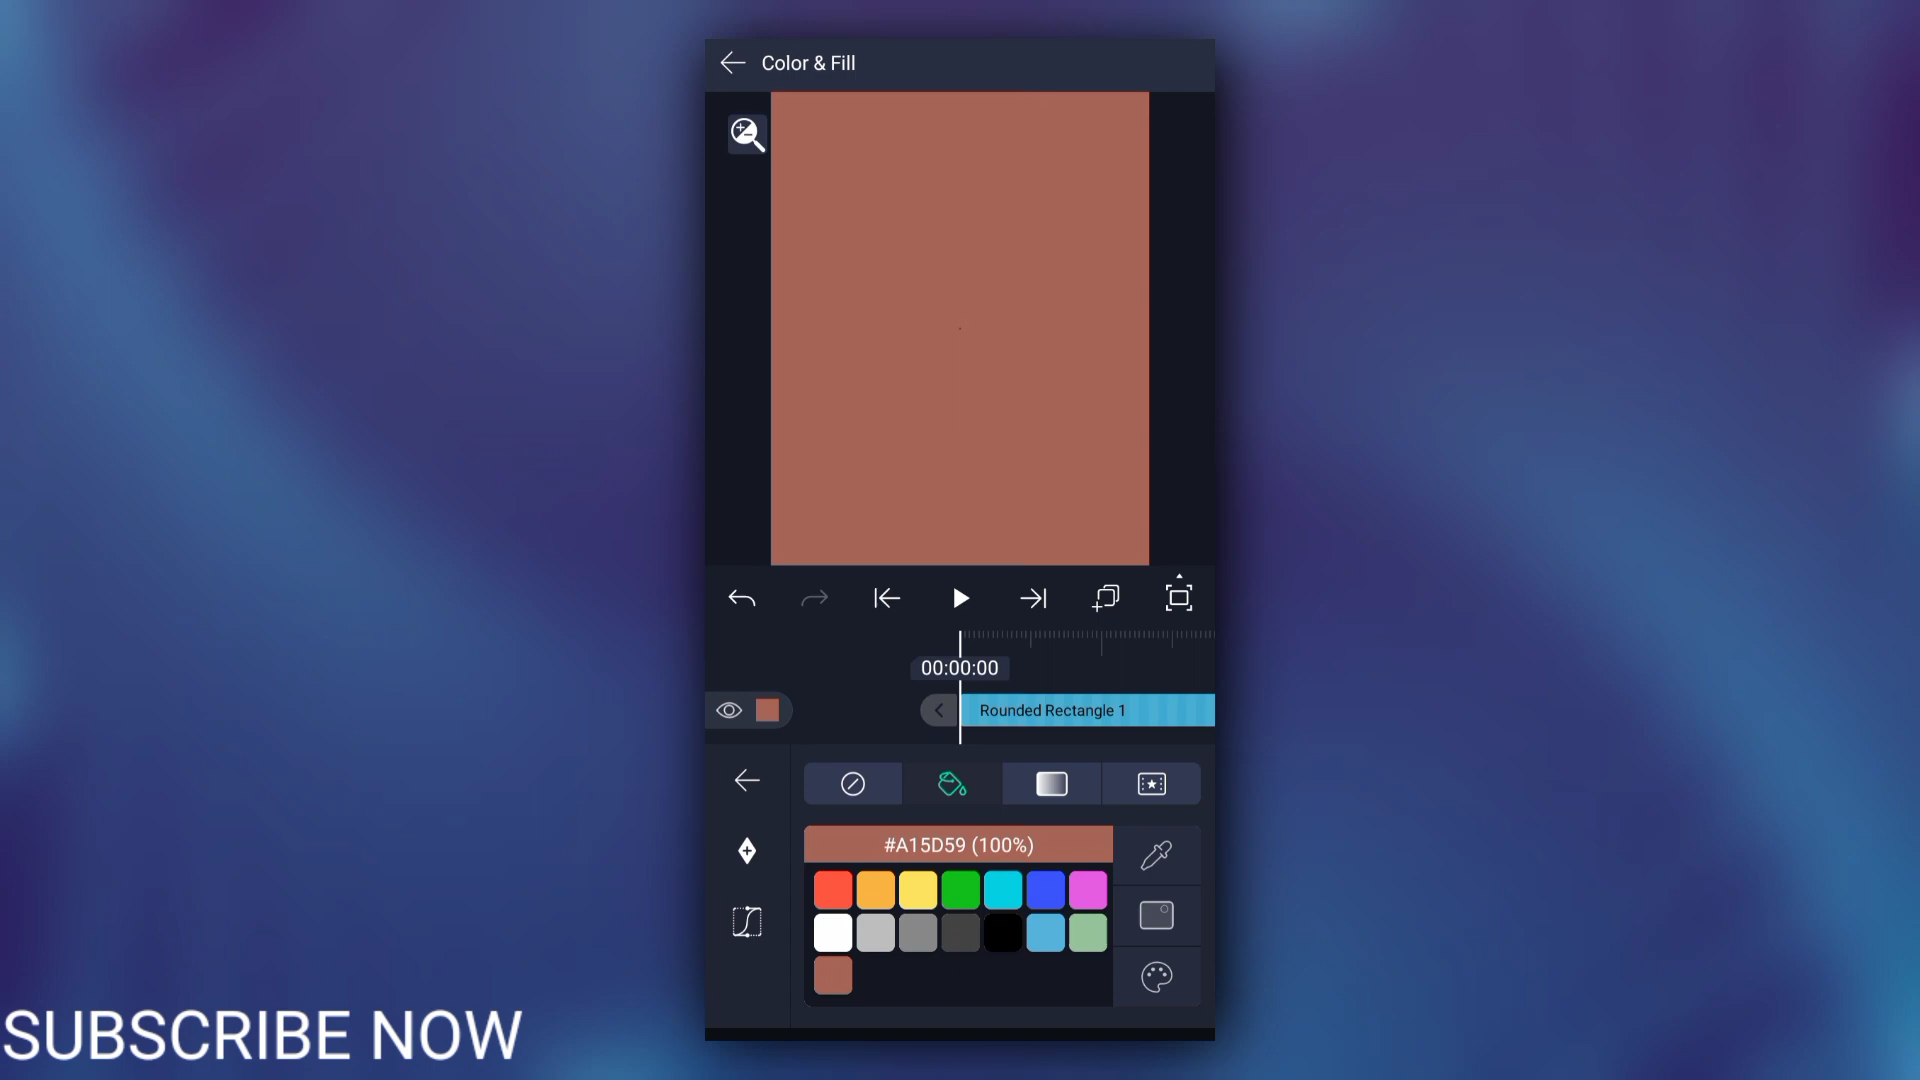 Color & Fill
00:00:00
Rounded Rectangle 1
#A15D59 (100%)
SUBSCRIBE NOW